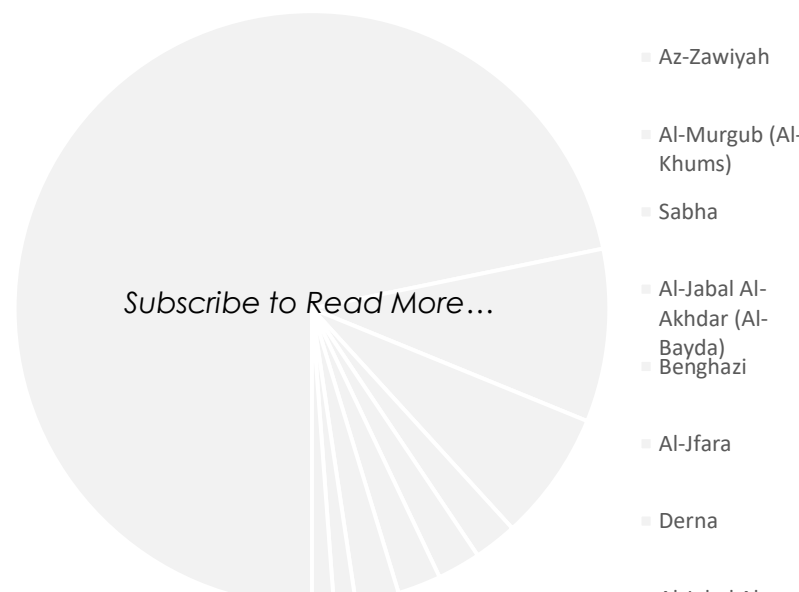 Az-Zawiyah
Al-Murgub (Al-
Khums)
Sabha
Subscribe to Read More...
Al-Jabal Al-
Akhdar (Al-
Bayda)
Benghazi
Al-Jfara
Derna